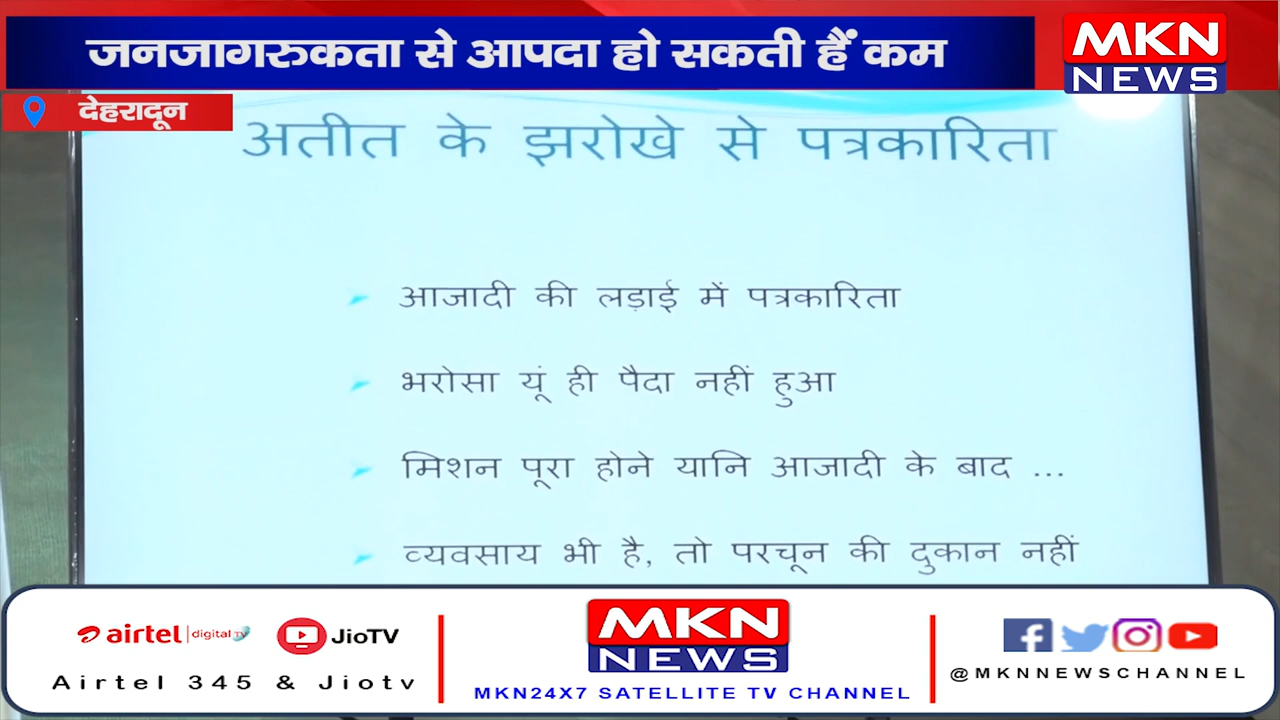 जनजागरुकता से आपदा हो सकती हैं कम
MKN
NEWS
देहरादून
अतीत के झरोखे से पत्रकारिता
आजादी की लड़ाई में पत्रकारिता
भरोसा यूं ही पैदा नहीं हुआ
मिशन पूरा होने यानि आजादी के बाद ...
व्यवसाय भी है, तो परचून की दुकान नहीं
airtel digital TV
JioTV
Airtel 345 & Jiotv
MKN
NEWS
MKN24X7 SATELLITE TV CHANNEL
@MKNNEWSCHANNEL